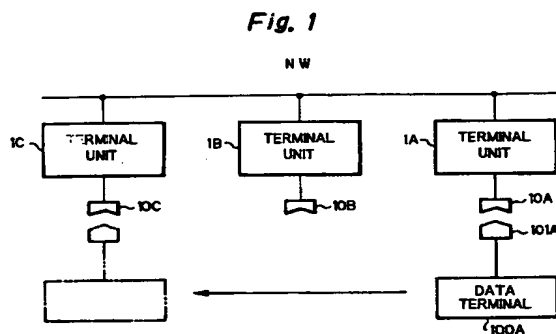 Fig. 1
NW
1C TERMINAL UNIT 1B TERMINAL UNIT 1A TERMINAL UNIT
10C 10B 10A
101A
DATA TERMINAL
100A